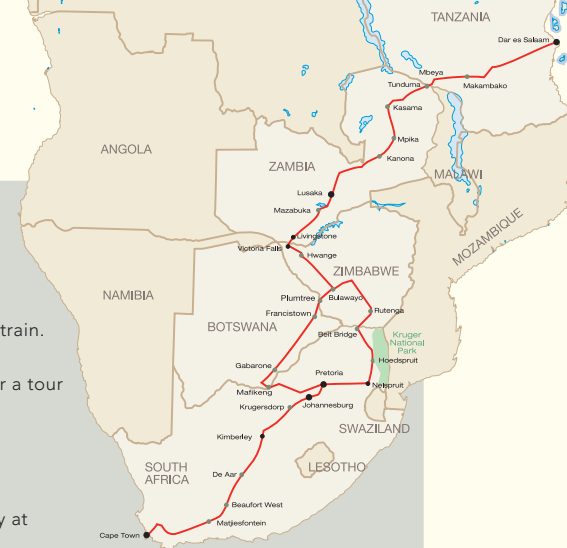 TANZANIA
Dar es Salaam
Mbeya
Tunduma
Makambako
Kasama
Mpika
ANGOLA
Kanona
ZAMBIA
MALAWI
Lusaka
Mazabuka
MOZAMBIQUE
Livingstone
Victoria Falls
Hwange
ZIMBABWE
NAMIBIA
Plumtree
Bulawayo
Rutenga
Francistown
train.
BOTSWANA
Beit Bridge
Kruger
National
Park
Hoedspruit
Gabarone
Pretoria
r a tour
Mafikeng
Nelspruit
Krugersdorp
Johannesburg
SWAZILAND
Kimberley
SOUTH
AFRICA
LESOTHO
De Aar
Beaufort West
y at
Matjiesfontein
Cape Town